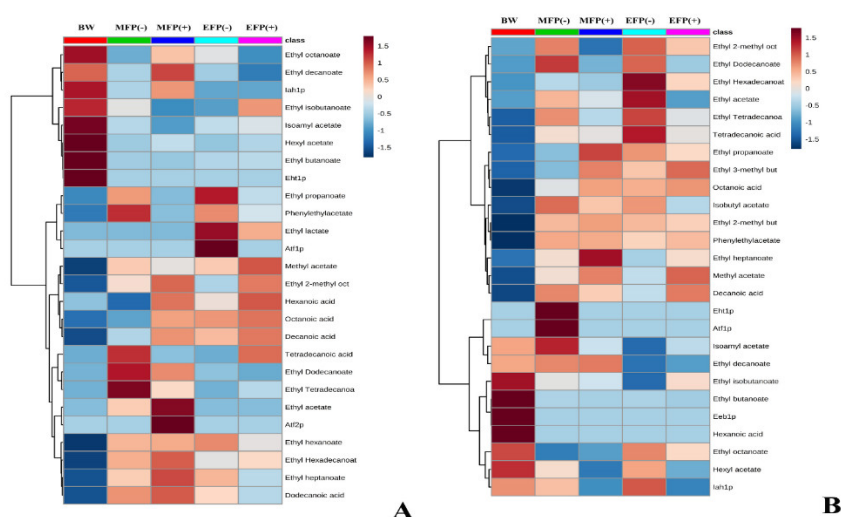 BW MFP(-) MFP(+) EFP(-) EFP(+)
class
Ethyl octanoate
Ethyl decanoate
Iah1p
Ethyl isobutanoate
Isoamyl acetate
Hexyl acetate
Ethyl butanoate
Eht1p
Ethyl propanoate
Phenylethylacetate
Ethyl lactate
Atf1p
Methyl acetate
Ethyl 2-methyl oct
Hexanoic acid
Octanoic acid
Decanoic acid
Tetradecanoic acid
Ethyl Dodecanoate
Ethyl Tetradecanoa
Ethyl acetate
Atf2p
Ethyl hexanoate
Ethyl Hexadecanoat
Ethyl heptenoate
Dodecanoic acid
1.5
1
0.5
0
-0.5
-1
-1.5
A
BW MFP(-) MFP(+) EFP(-) EFP(+)
class
Ethyl 2-methyl oct
Ethyl Dodecanoate
Ethyl Hexadecanoat
Ethyl acetate
Ethyl Tetradecanoa
Tetradecanoic acid
Ethyl propanoate
Ethyl 3-methyl but
Octanoic acid
Isobutyl acetate
Ethyl 2-methyl but
Phenylethylacetate
Ethyl heptenoate
Methyl acetate
Decanoic acid
Eht1p
Atf1p
Isoamyl acetate
Ethyl decanoate
Ethyl isobutanoate
Ethyl butanoate
Eeb1p
Hexanoic acid
Ethyl octanoate
Hexyl acetate
Iah1p
1.5
1
0.5
0
-0.5
-1
-1.5
B